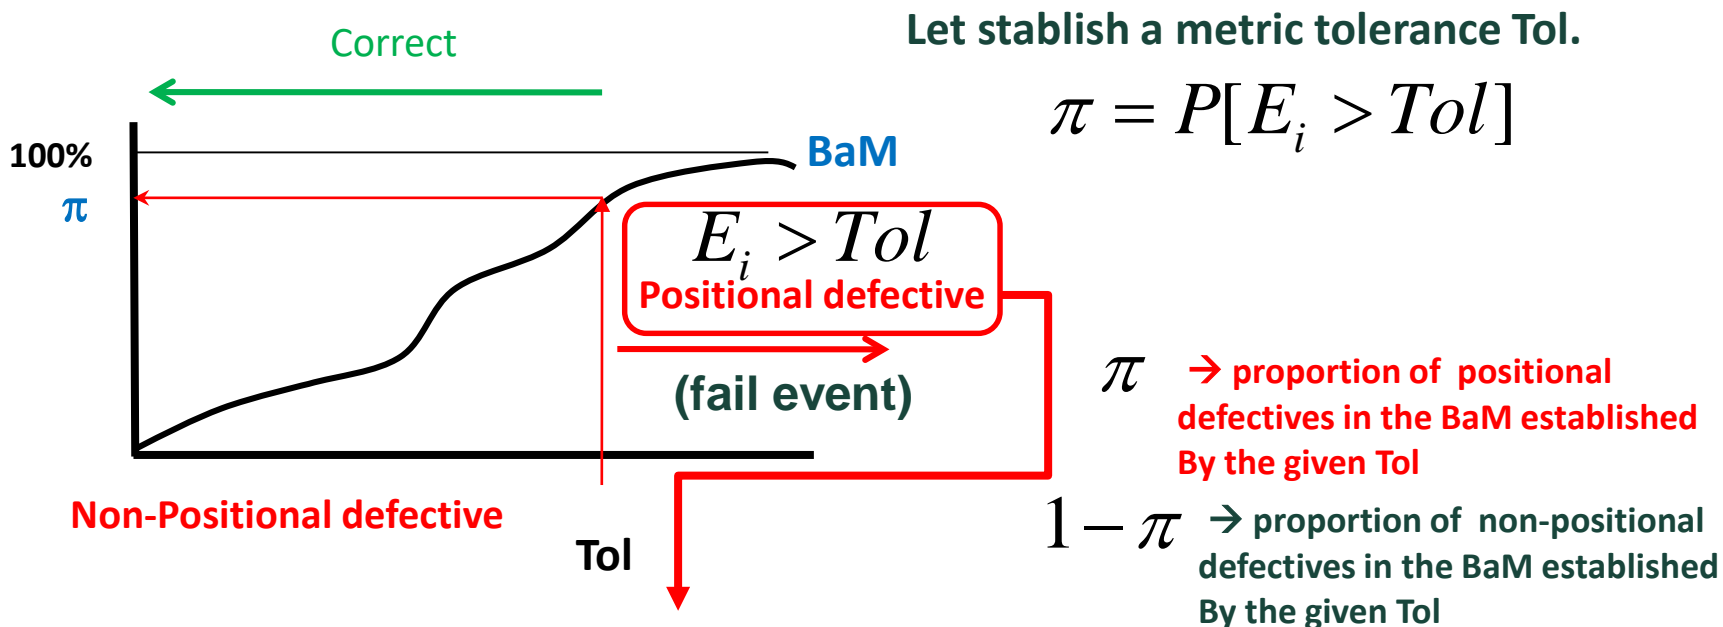 Let stablish a metric tolerance Tol.
π = P[E_i > Tol]
Correct
100%
π
BaM
E_i > Tol
Positional defective
(fail event)
Non-Positional defective
Tol
π → proportion of positional
defectives in the BaM established
By the given Tol
1 − π → proportion of non-positional
defectives in the BaM established
By the given Tol